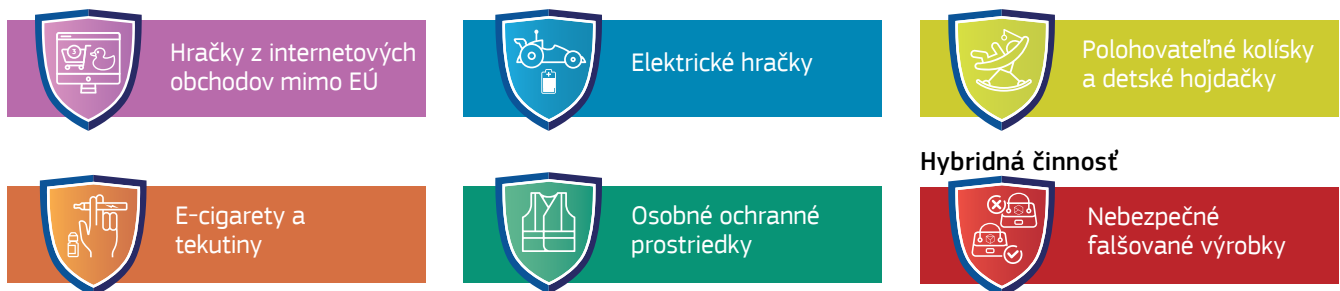 Hračky z internetových
obchodov mimo EÚ
Elektrické hračky
Polohovateľné kolísky
a detské hojdačky
E-cigarety a
tekutiny
Osobné ochranné
prostriedky
Hybridná činnosť
Nebezpečné
falšované výrobky